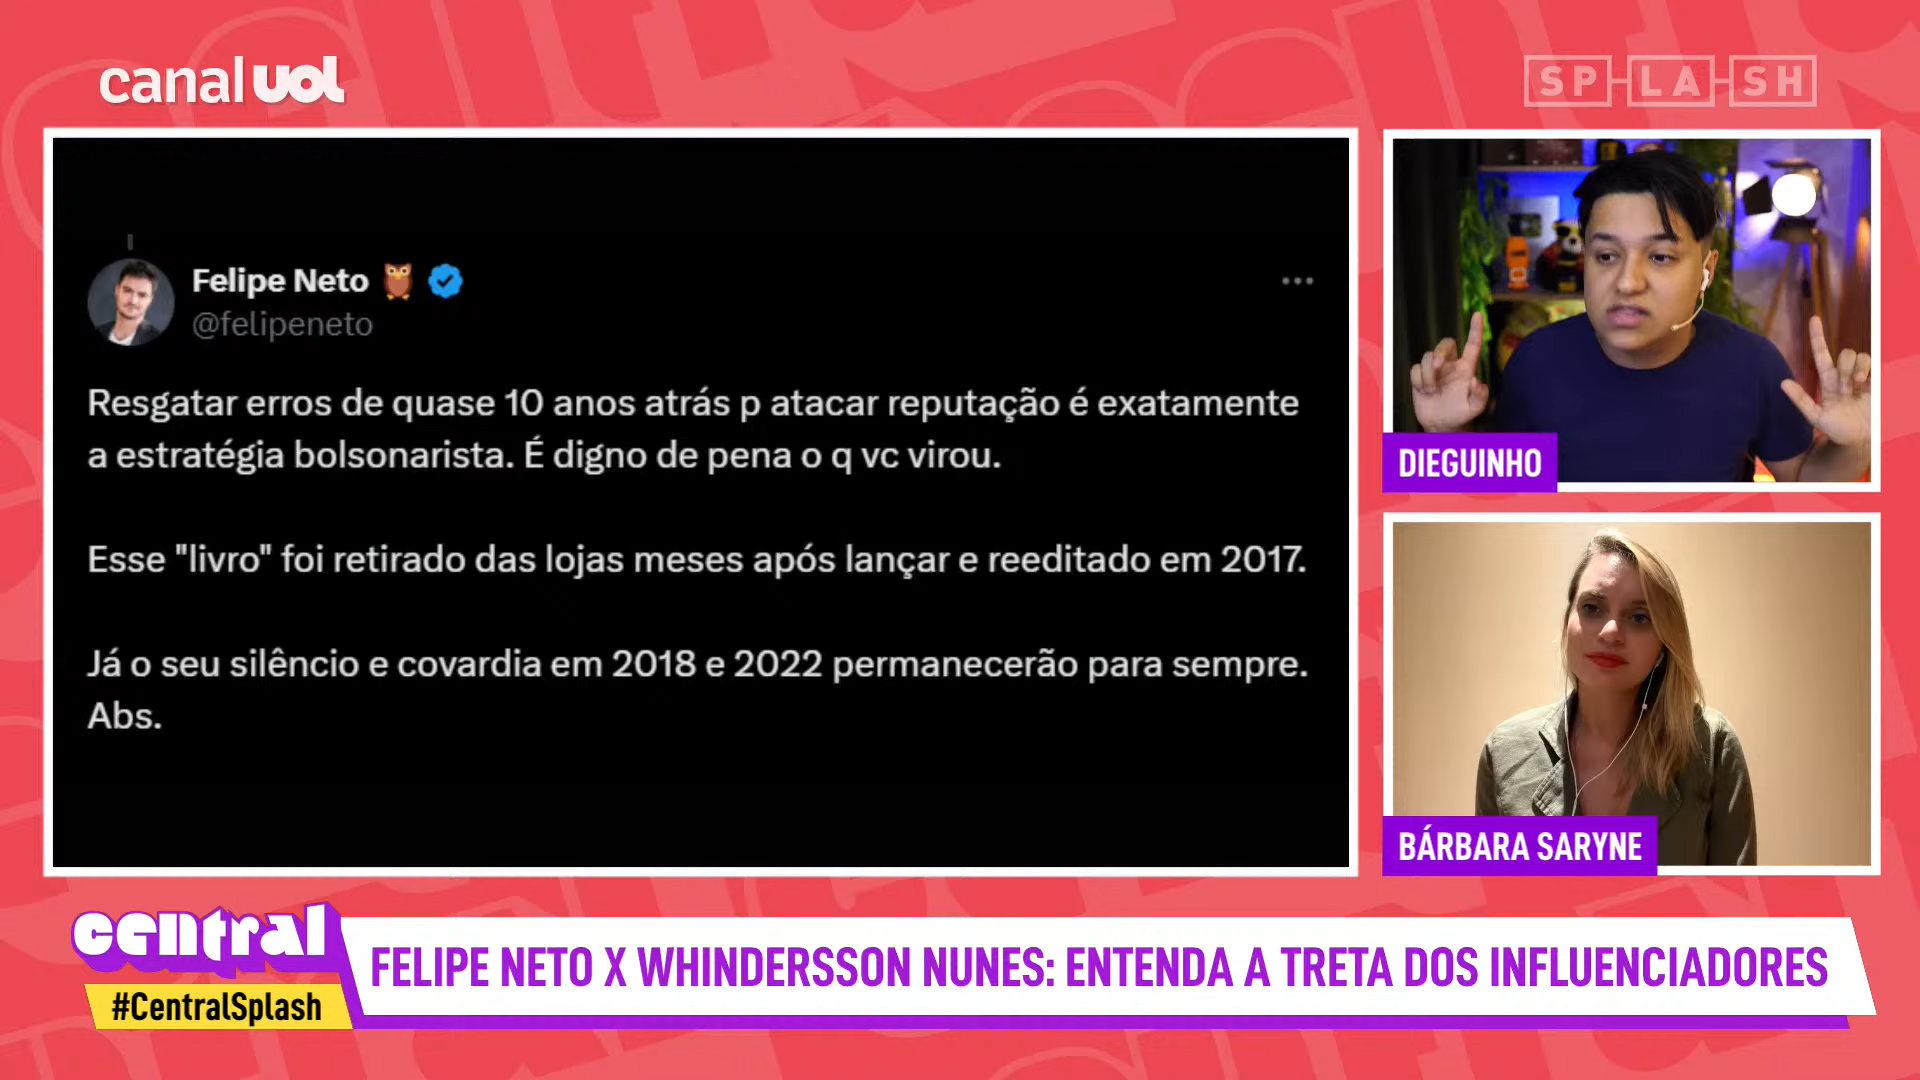 canal UOL
SPLASH
Felipe Neto
@felipeneto
Resgatar erros de quase 10 anos atrás p atacar reputação é exatamente
a estratégia bolsonarista. É digno de pena o q vc virou.
Esse "livro" foi retirado das lojas meses após lançar e reeditado em 2017.
Já o seu silêncio e covardia em 2018 e 2022 permanecerão para sempre.
Abs.
DIEGUINHO
BÁRBARA SARYNE
central
#CentralSplash
FELIPE NETO X WHINDERSSON NUNES: ENTENDA A TRETA DOS INFLUENCIADORES